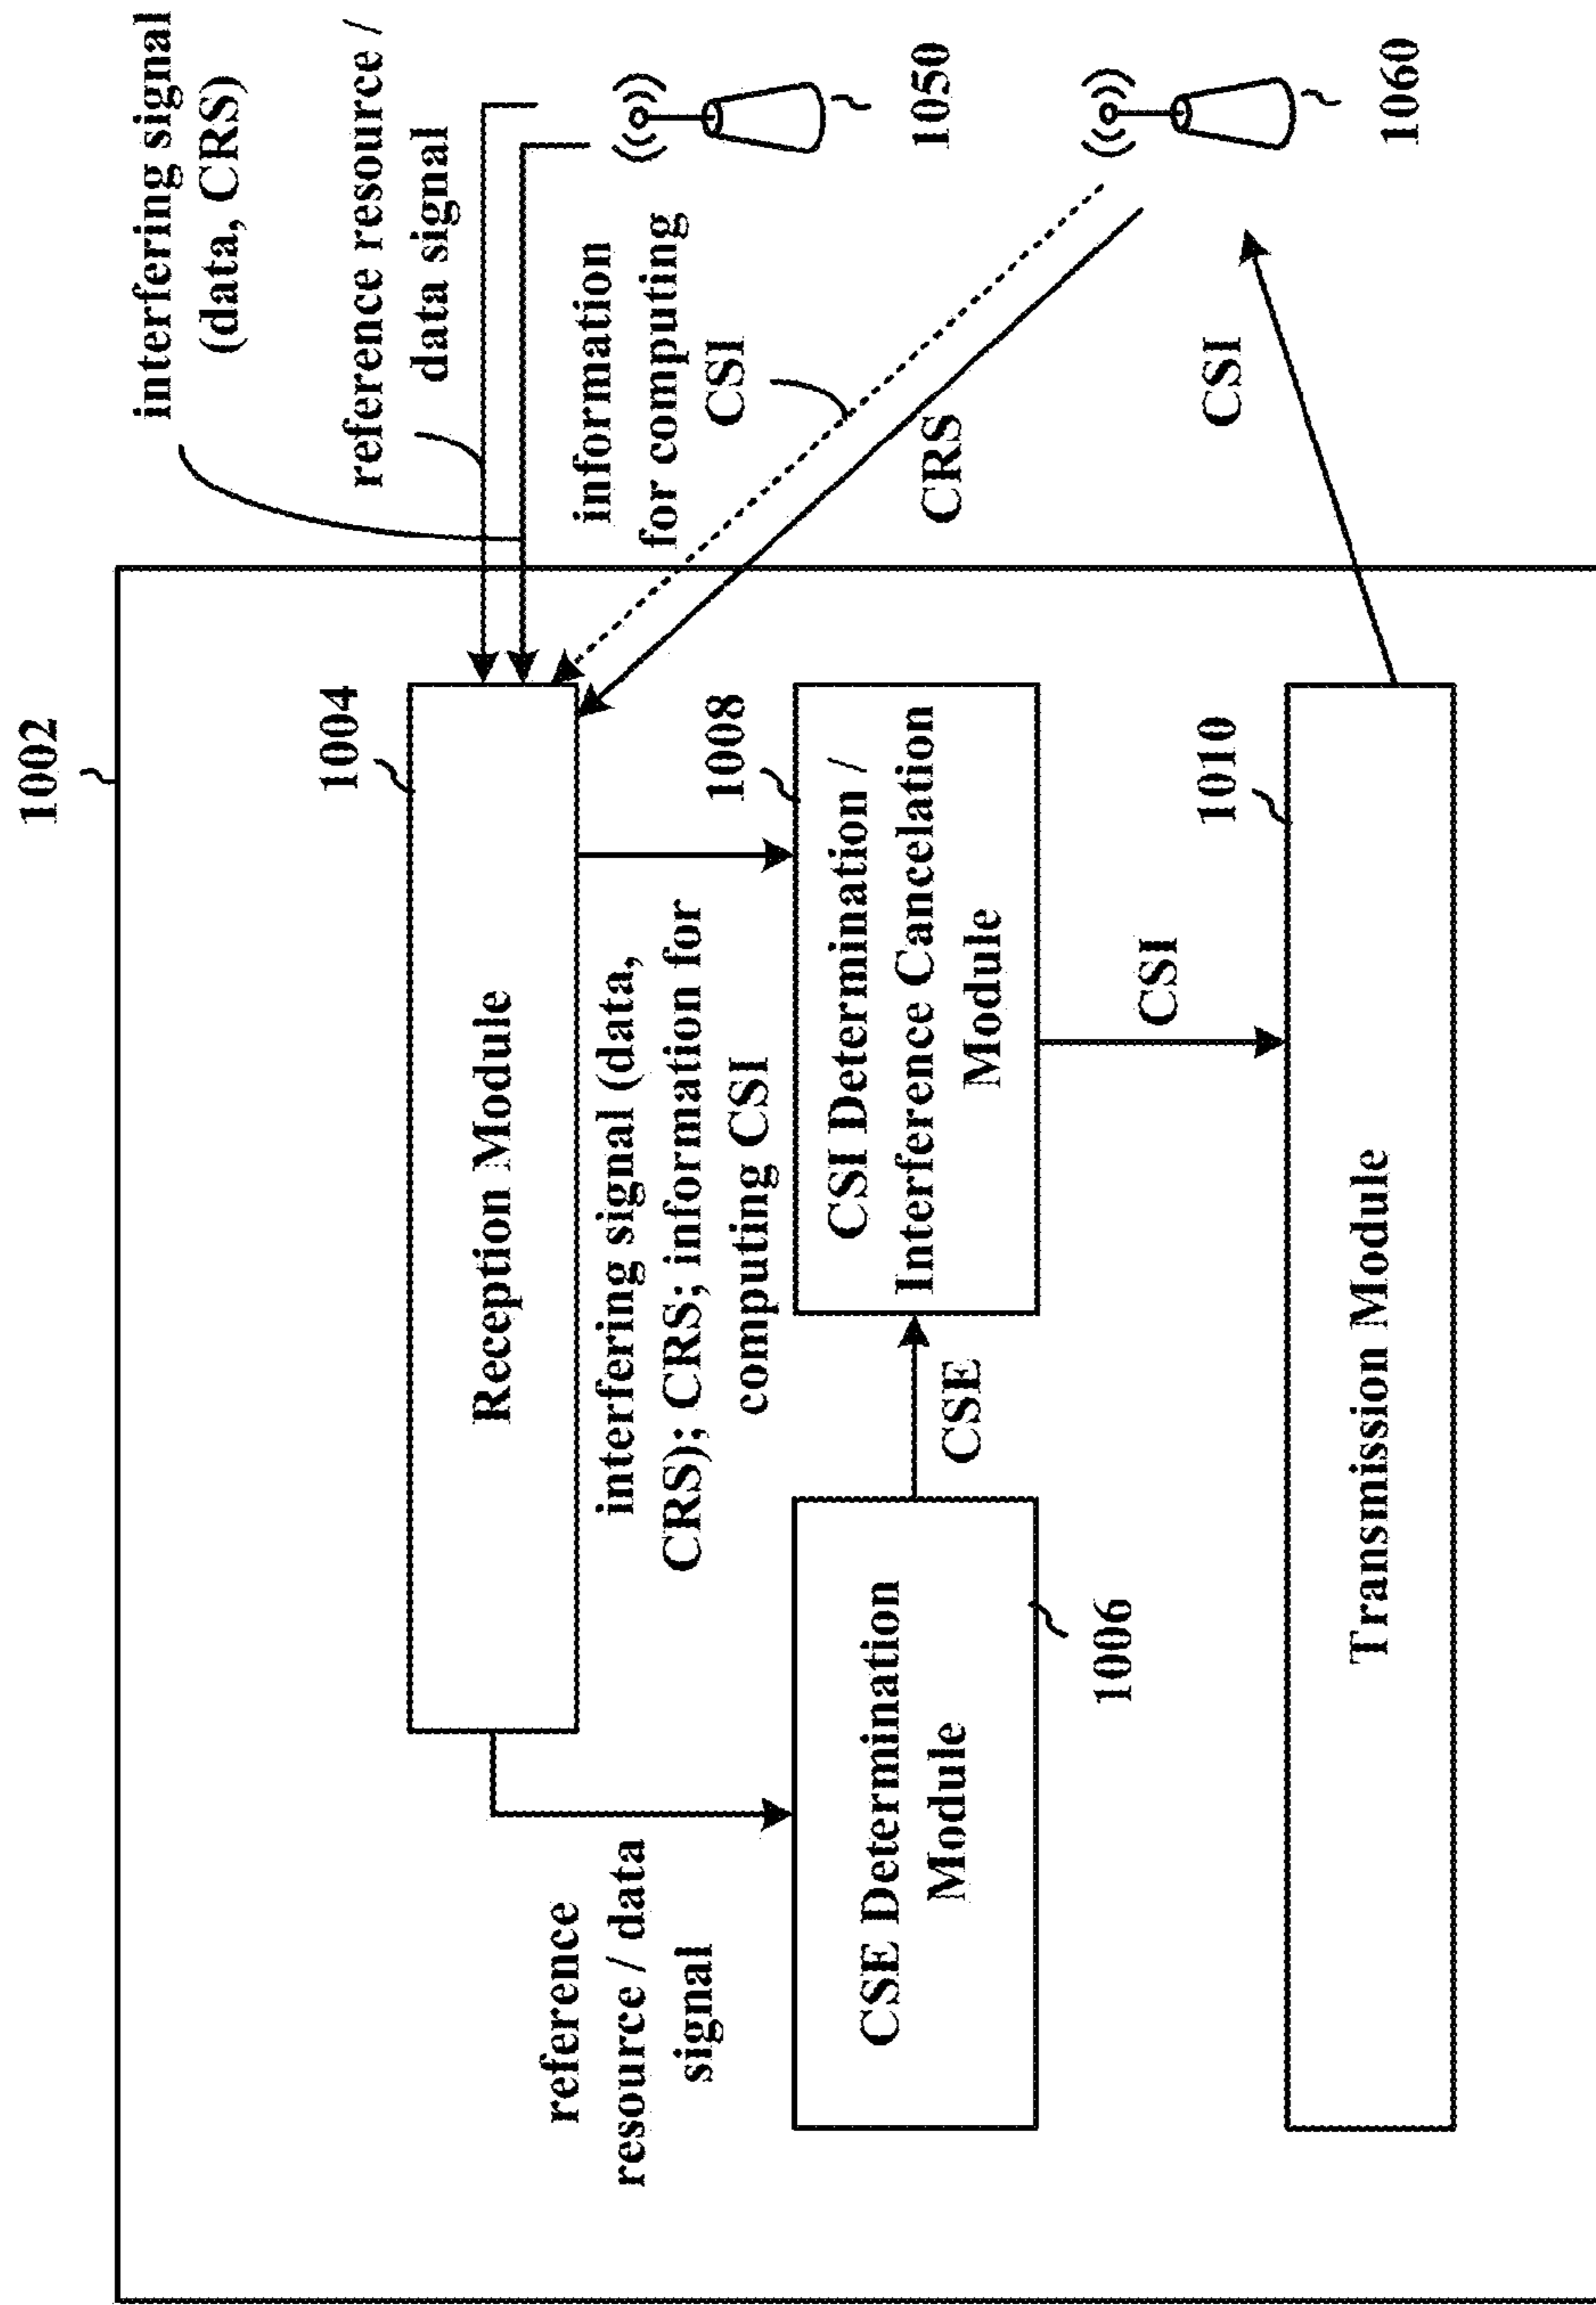 1002
1004
Reception Module
interfering signal
(data, CRS)
reference resource /
data signal
information
for computing
CSI
CRS
1050
1060
CSI
reference
resource / data
signal
interfering signal (data,
CRS); CRS; information for
computing CSI
1008
CSI Determination /
Interference Cancelation
Module
CSE
CSE Determination
Module
1006
CSI
1010
Transmission Module